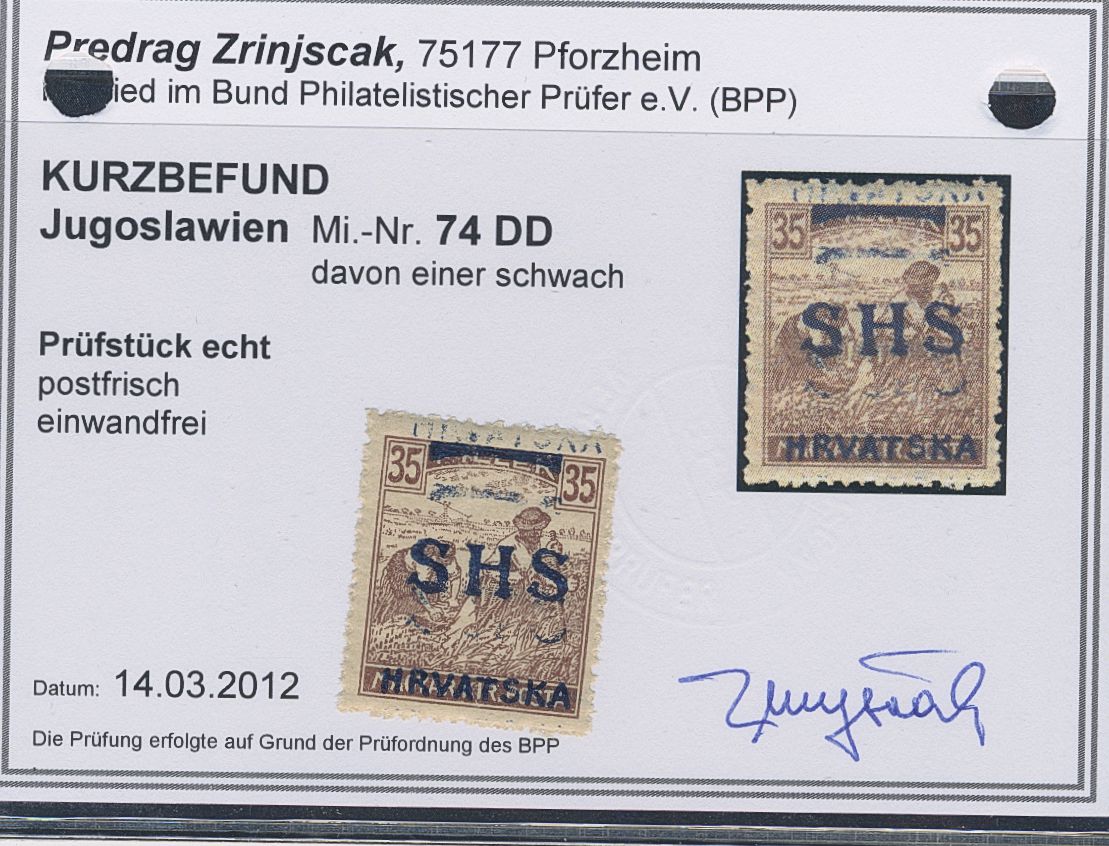 Predrag Zrinjscak, 75177 Pforzheim
ied im Bund Philatelistischer Prüfer e.V. (BPP)
KURZBEFUND
Jugoslawien Mi.-Nr. 74 DD
davon einer schwach
Prüfstück echt
postfrisch
einwandfrei
HRVATSKA
35 35
SHS
HRVATSKA
HRVATSKA
35 35
SHS
HRVATSKA
Datum: 14.03.2012
Die Prüfung erfolgte auf Grund der Prüfordnung des BPP